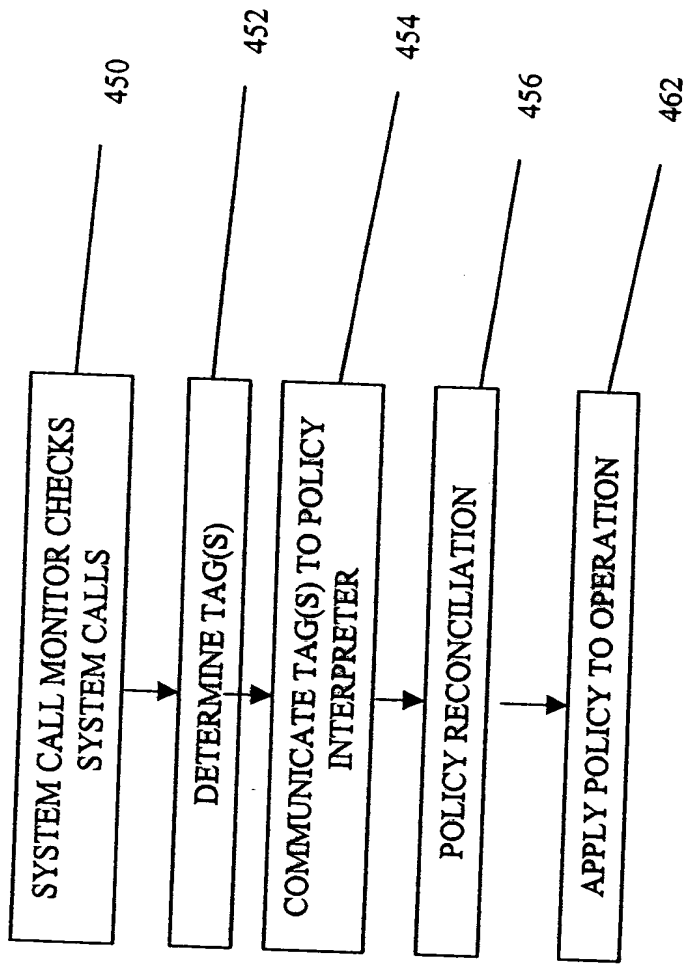 SYSTEM CALL MONITOR CHECKS
SYSTEM CALLS
450
DETERMINE TAG(S)
452
COMMUNICATE TAG(S) TO POLICY
INTERPRETER
454
POLICY RECONCILIATION
456
APPLY POLICY TO OPERATION
462